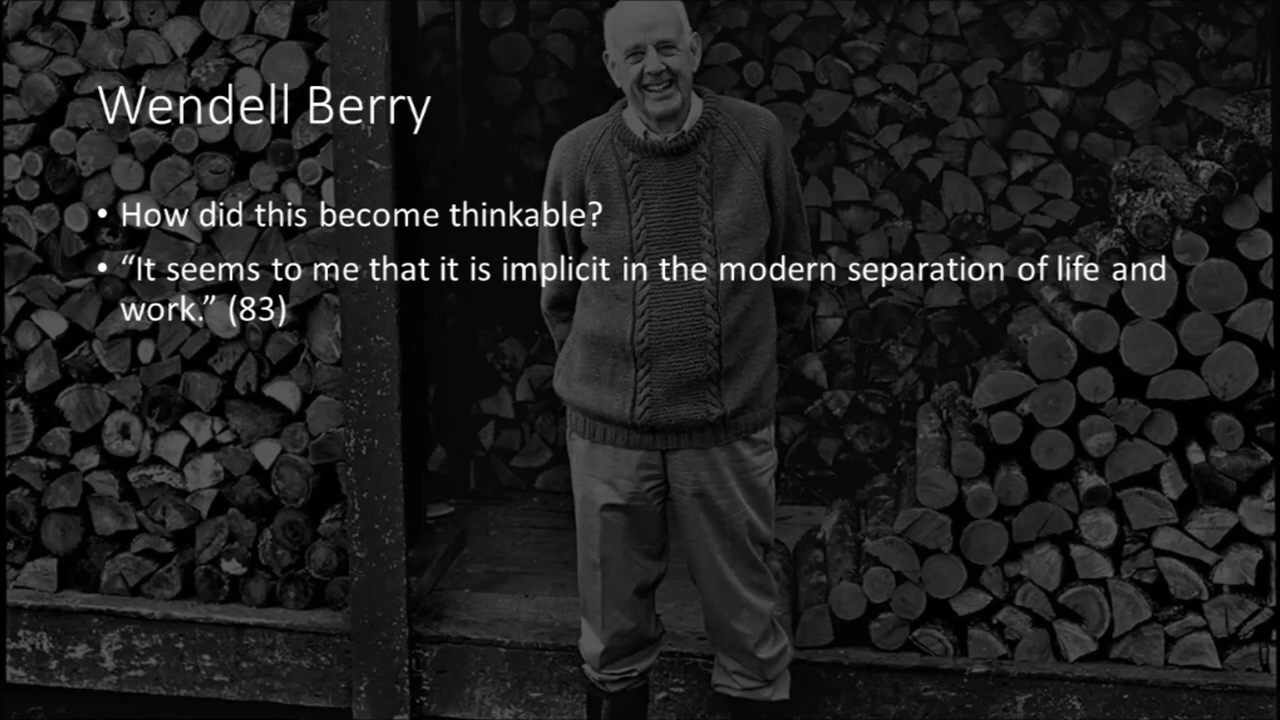 Wendell Berry
• How did this become thinkable?
• “It seems to me that it is implicit in the modern separation of life and
work.” (83)